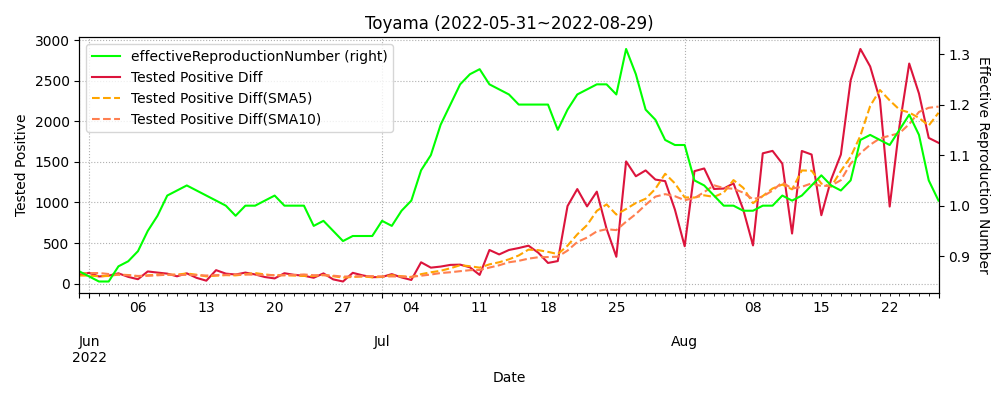 Toyama (2022-05-31~2022-08-29)
effectiveReproductionNumber (right)
Tested Positive Diff
Tested Positive Diff(SMA5)
Tested Positive Diff(SMA10)
Tested Positive
3000
2500
2000
1500
1000
500
0
1.3
1.2
1.1
1.0
0.9
Effective Reproduction Number
06 13 20 27 04 11 18 25 08 15 22
Jun Jul Aug
2022
Date